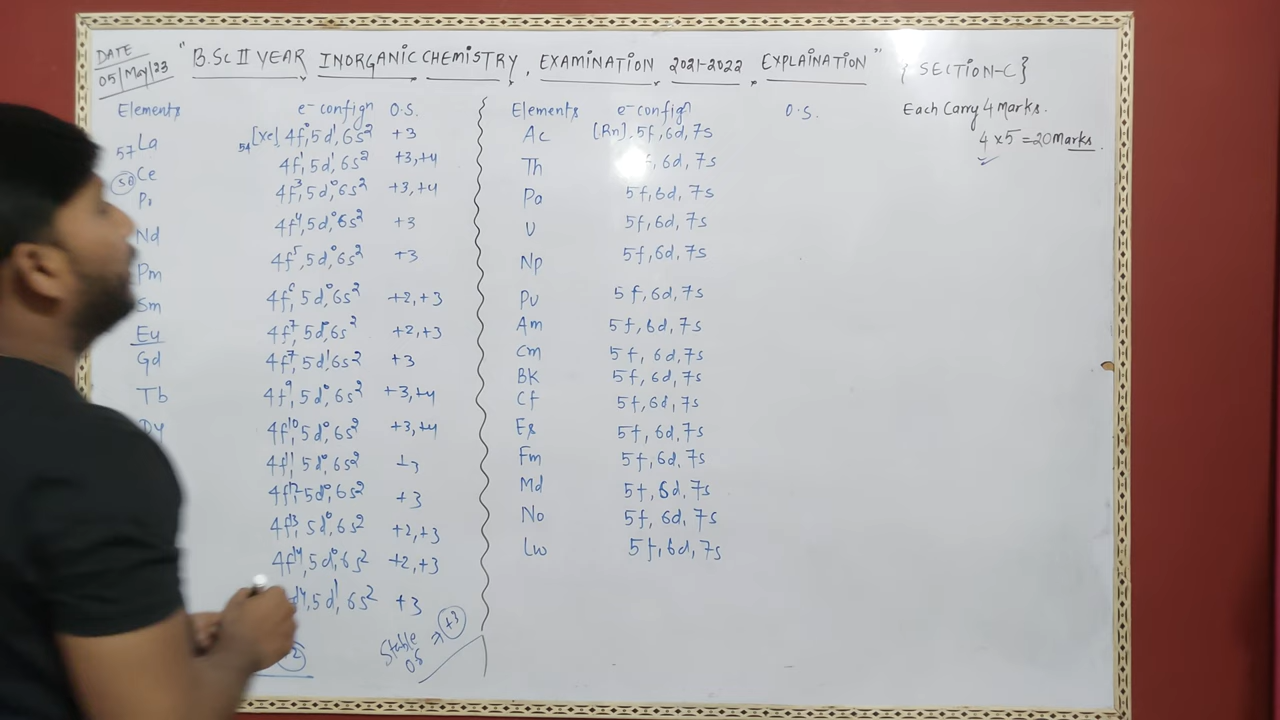 DATE
05/May/23
"B.Sc II YEAR INORGANIC CHEMISTRY, EXAMINATION 2021-2022 EXPLAINATION" { SECTION-C }
Each Carry 4 Marks.
4 x 5 = 20 Marks.
Elements e- confign O.S.
57La 54[Xe] 4f⁰, 5d¹, 6s² +3
58 Ce 4f¹, 5d¹, 6s² +3, +4
Pr 4f³, 5d⁰, 6s² +3, +4
Nd 4f⁴, 5d⁰, 6s² +3
Pm 4f⁵, 5d⁰, 6s² +3
Sm 4f⁶, 5d⁰, 6s² +2, +3
Eu 4f⁷, 5d⁰, 6s² +2, +3
Gd 4f⁷, 5d¹, 6s² +3
Tb 4f⁹, 5d⁰, 6s² +3, +4
Dy 4f¹⁰, 5d⁰, 6s² +3, +4
4f¹¹, 5d⁰, 6s² +3
4f¹², 5d⁰, 6s² +3
4f¹³, 5d⁰, 6s² +2, +3
4f¹⁴, 5d⁰, 6s² +2, +3
5d¹, 6s² +3
Stable O.S => +3
Elements e- confign O.S.
Ac [Rn], 5f, 6d, 7s
Th f, 6d, 7s
Pa 5f, 6d, 7s
U 5f, 6d, 7s
Np 5f, 6d, 7s
Pu 5f, 6d, 7s
Am 5f, 6d, 7s
Cm 5f, 6d, 7s
BK 5f, 6d, 7s
Cf 5f, 6d, 7s
Es 5f, 6d, 7s
Fm 5f, 6d, 7s
Md 5f, 6d, 7s
No 5f, 6d, 7s
Lw 5f, 6d, 7s